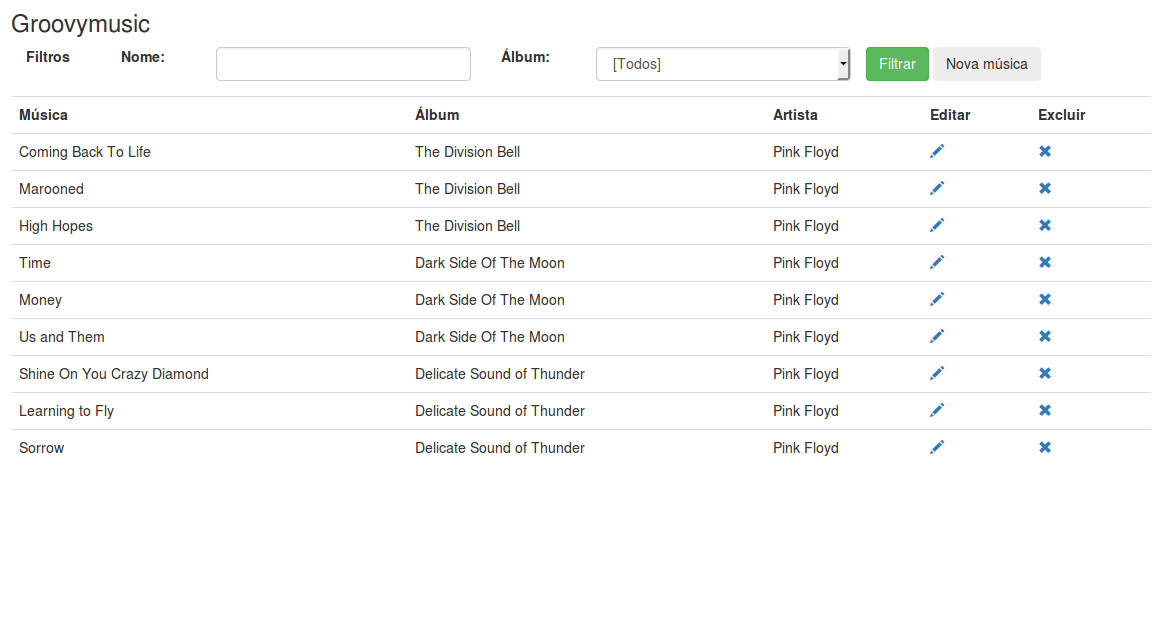 Groovymusic
Filtros Nome: Álbum: [Todos] Filtrar Nova música
Música Álbum Artista Editar Excluir
Coming Back To Life The Division Bell Pink Floyd
Marooned The Division Bell Pink Floyd
High Hopes The Division Bell Pink Floyd
Time Dark Side Of The Moon Pink Floyd
Money Dark Side Of The Moon Pink Floyd
Us and Them Dark Side Of The Moon Pink Floyd
Shine On You Crazy Diamond Delicate Sound of Thunder Pink Floyd
Learning to Fly Delicate Sound of Thunder Pink Floyd
Sorrow Delicate Sound of Thunder Pink Floyd